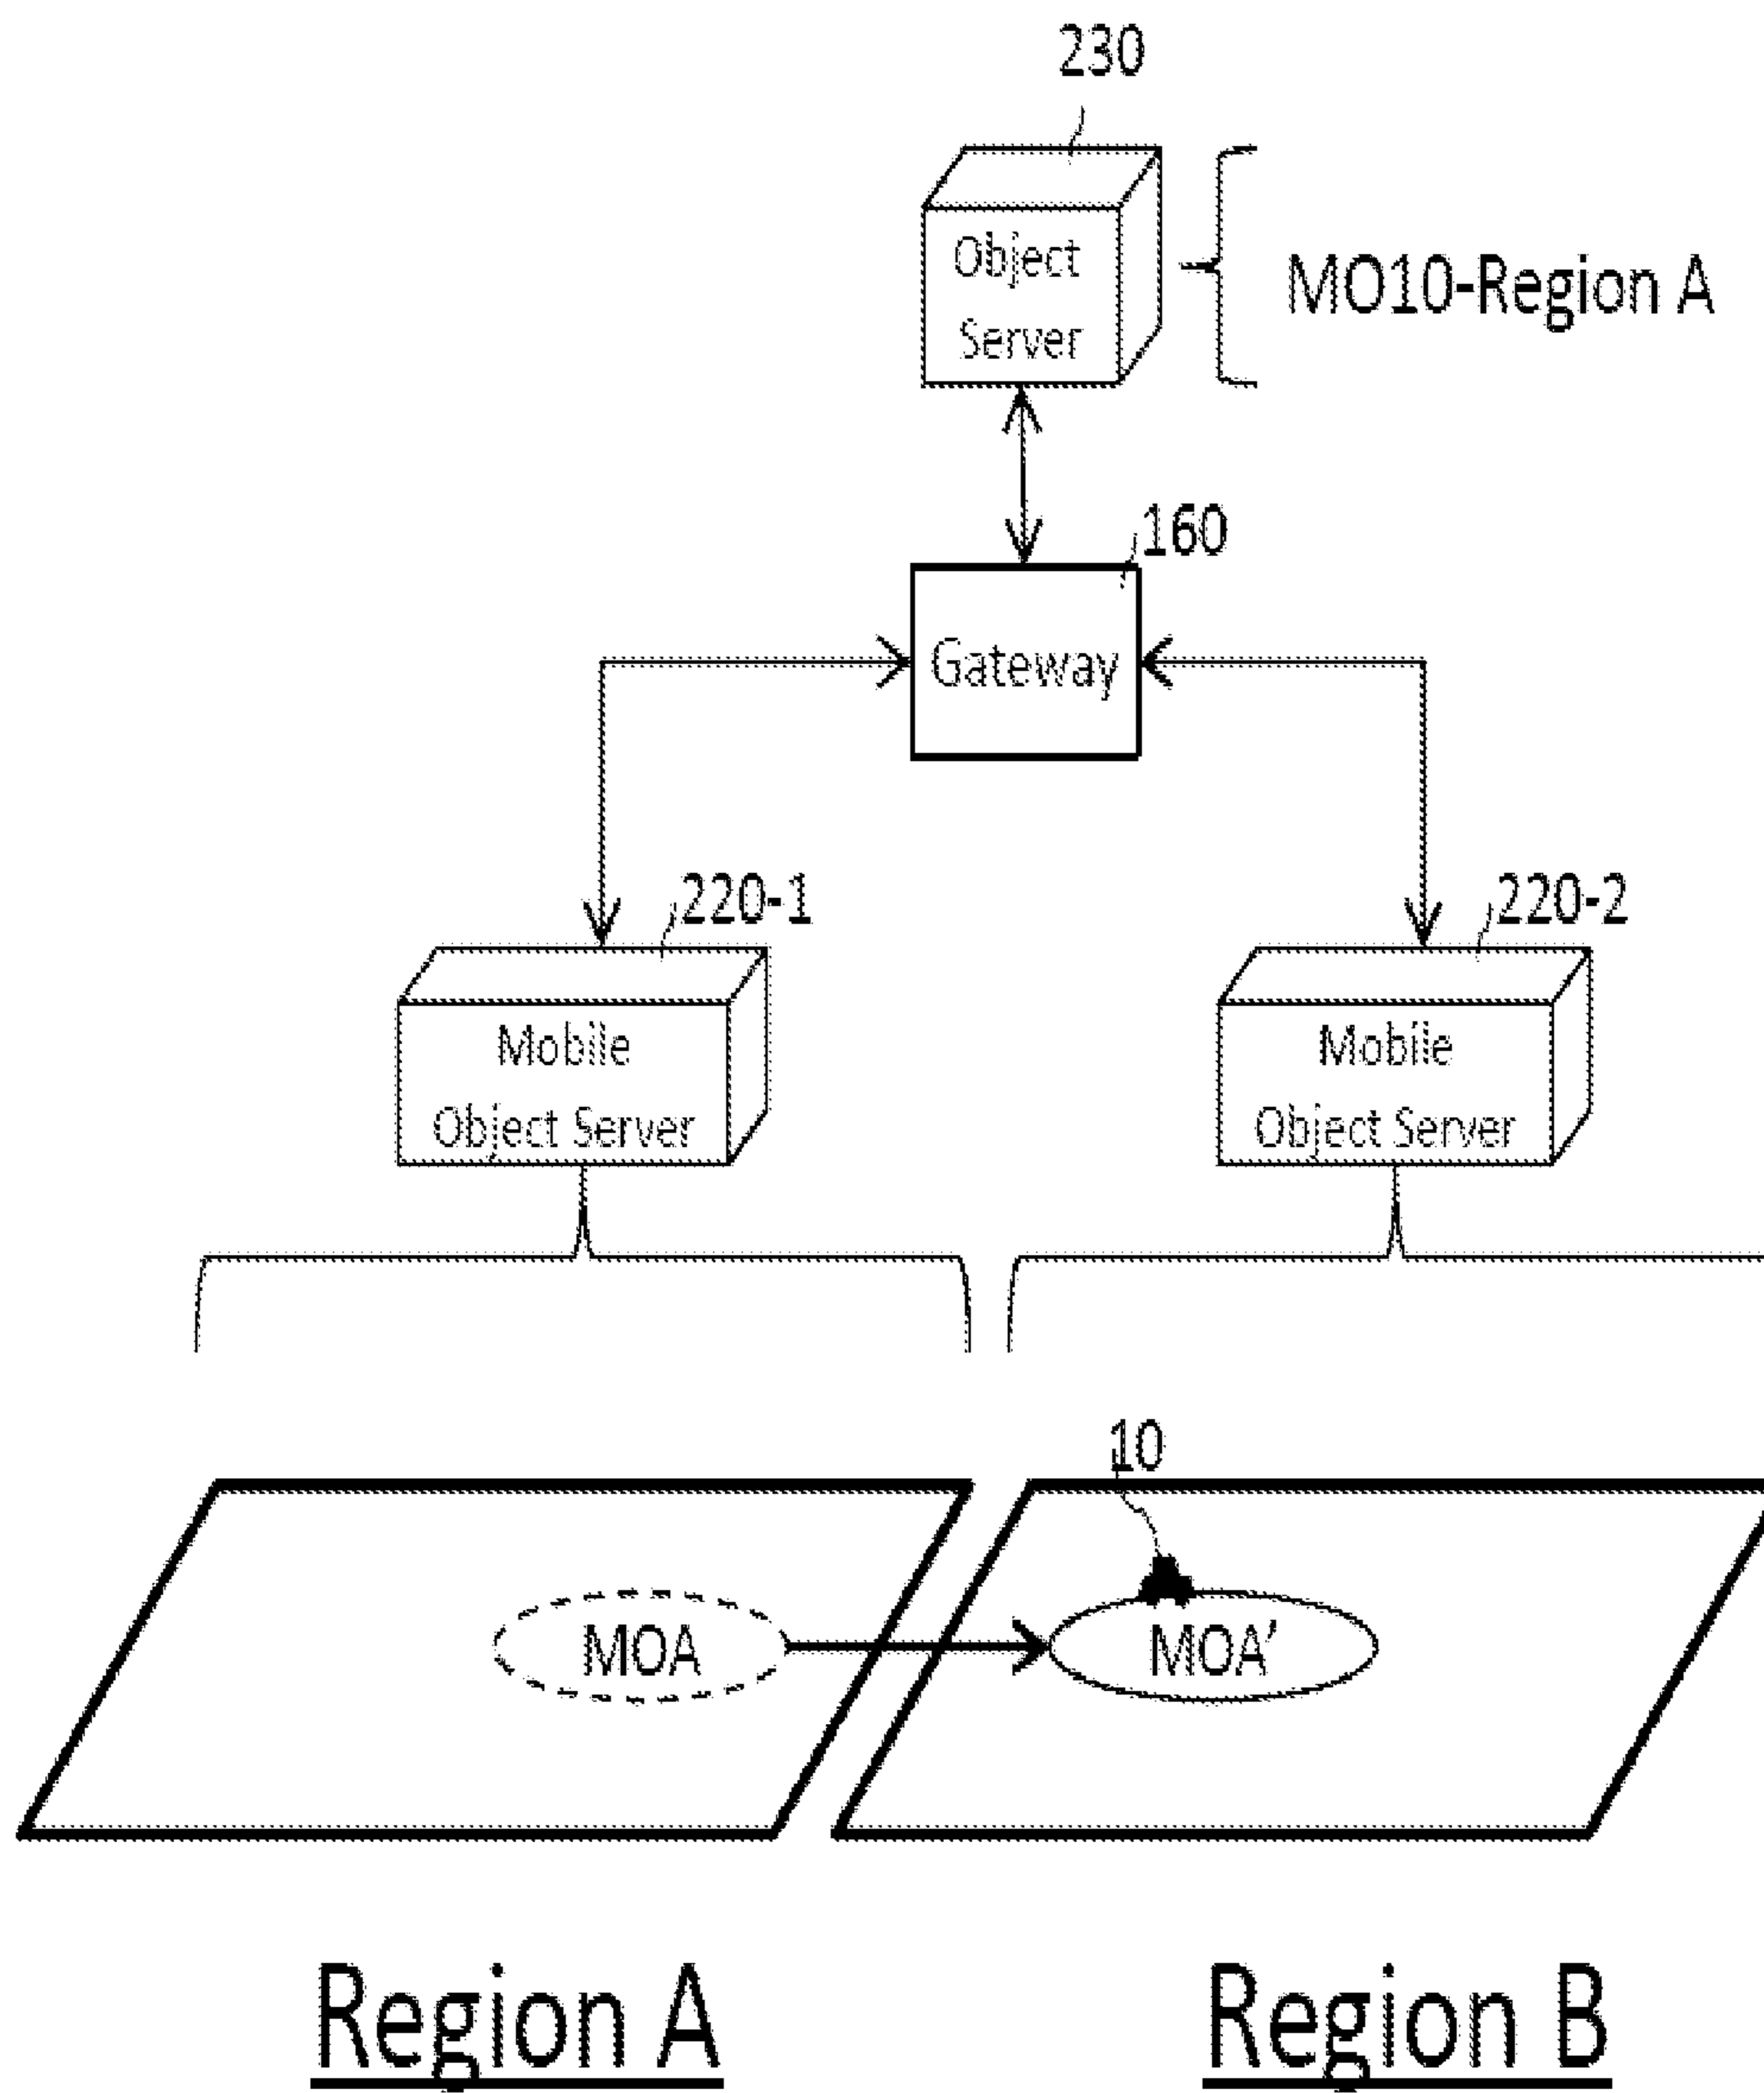 230
Object
Server
MO10-Region A
160
Gateway
220-1
220-2
Mobile
Object Server
Mobile
Object Server
10
MOA
MOA’
Region A
Region B